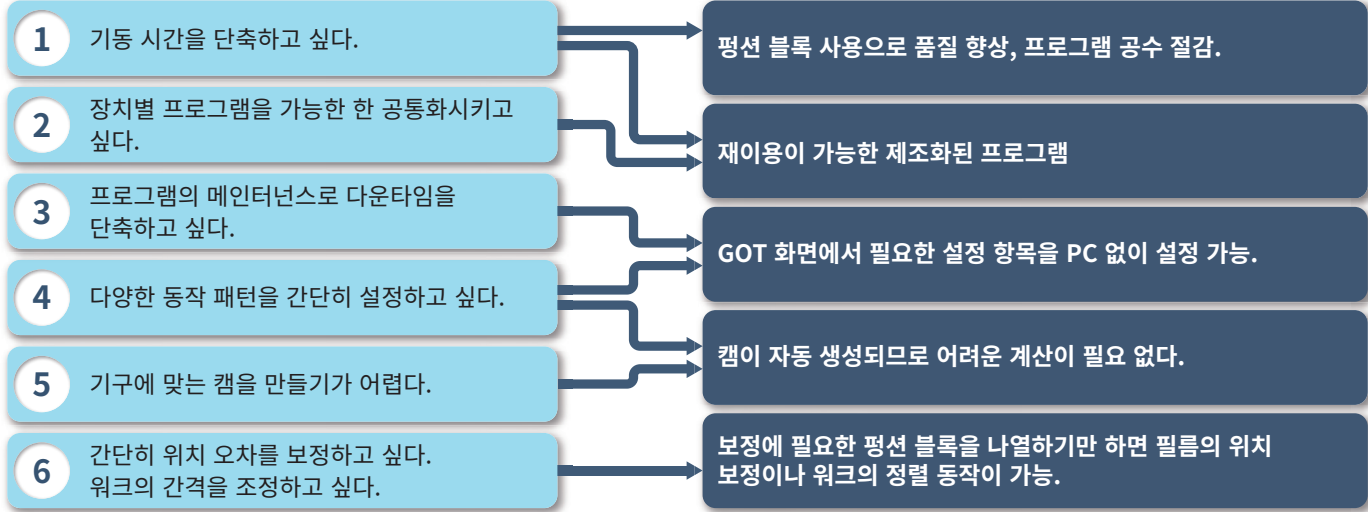 1
기동 시간을 단축하고 싶다.
2
장치별 프로그램을 가능한 한 공통화시키고
싶다.
3
프로그램의 메인터넌스로 다운타임을
단축하고 싶다.
4
다양한 동작 패턴을 간단히 설정하고 싶다.
5
기구에 맞는 캠을 만들기가 어렵다.
6
간단히 위치 오차를 보정하고 싶다.
워크의 간격을 조정하고 싶다.
펑션 블록 사용으로 품질 향상, 프로그램 공수 절감.
재이용이 가능한 제조화된 프로그램
GOT 화면에서 필요한 설정 항목을 PC 없이 설정 가능.
캠이 자동 생성되므로 어려운 계산이 필요 없다.
보정에 필요한 펑션 블록을 나열하기만 하면 필름의 위치
보정이나 워크의 정렬 동작이 가능.